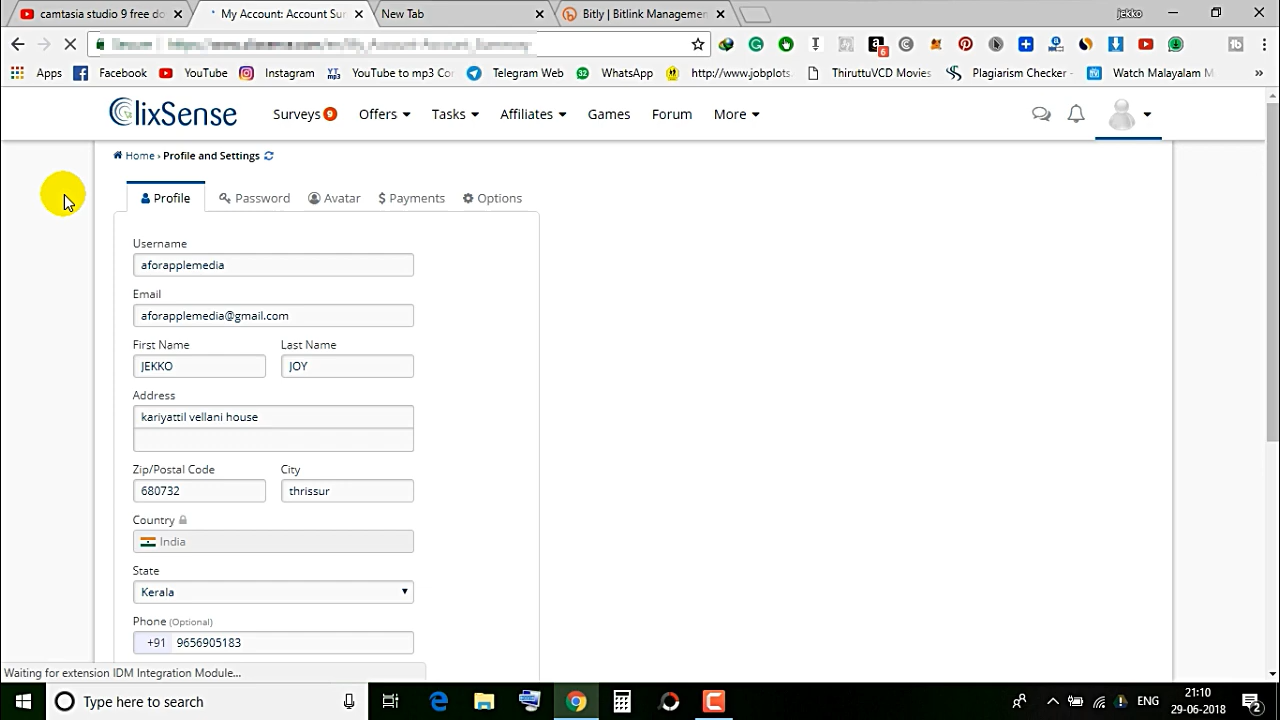 camtasia studio 9 free do
My Account: Account Sur
New Tab
Bitly | Bitlink Managemen
jekko
Apps
Facebook
YouTube
Instagram
YouTube to mp3 Co
Telegram Web
WhatsApp
http://www.jobplots.
ThiruttuVCD Movies
Plagiarism Checker -
Watch Malayalam M
»
ClixSense
Surveys 9
Offers
Tasks
Affiliates
Games
Forum
More
Home › Profile and Settings
Profile
Password
Avatar
$ Payments
Options
Username
aforapplemedia
Email
aforapplemedia@gmail.com
First Name
Last Name
JEKKO
JOY
Address
kariyattil vellani house
Zip/Postal Code
City
680732
thrissur
Country
India
State
Kerala
Phone (Optional)
+91 9656905183
Waiting for extension IDM Integration Module...
Type here to search
ENG
21:10
29-06-2018
2